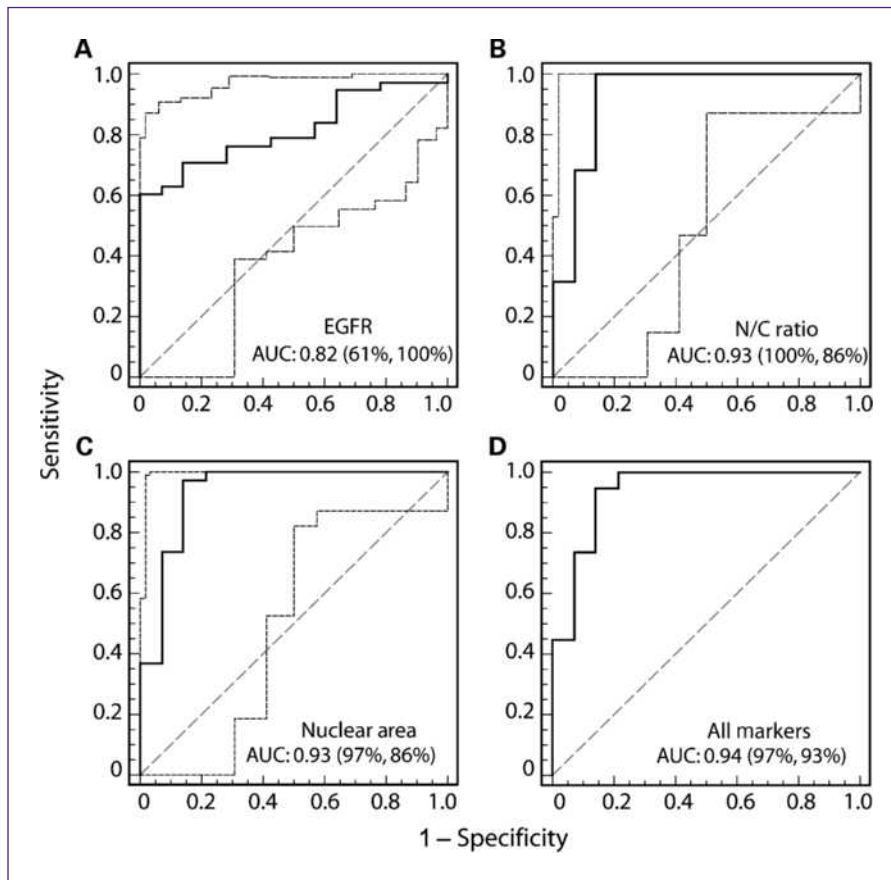 A
1.0
0.8
0.6
0.4
0.2
0
0 0.2 0.4 0.6 0.8 1.0
EGFR
AUC: 0.82 (61%, 100%)
B
1.0
0.8
0.6
0.4
0.2
0
0 0.2 0.4 0.6 0.8 1.0
N/C ratio
AUC: 0.93 (100%, 86%)
Sensitivity
C
1.0
0.8
0.6
0.4
0.2
0
0 0.2 0.4 0.6 0.8 1.0
Nuclear area
AUC: 0.93 (97%, 86%)
D
1.0
0.8
0.6
0.4
0.2
0
0 0.2 0.4 0.6 0.8 1.0
All markers
AUC: 0.94 (97%, 93%)
1 – Specificity